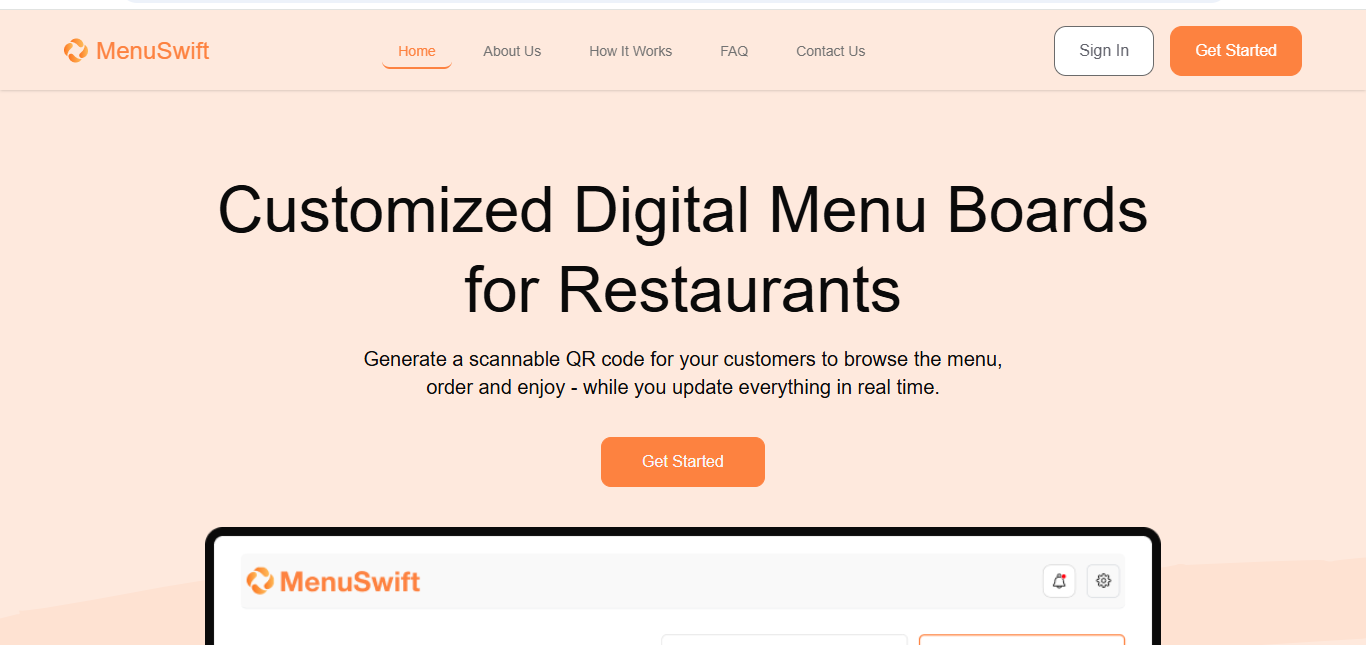 MenuSwift
Home
About Us
How It Works
FAQ
Contact Us
Sign In
Get Started
Customized Digital Menu Boards
for Restaurants
Generate a scannable QR code for your customers to browse the menu,
order and enjoy - while you update everything in real time.
Get Started
MenuSwift